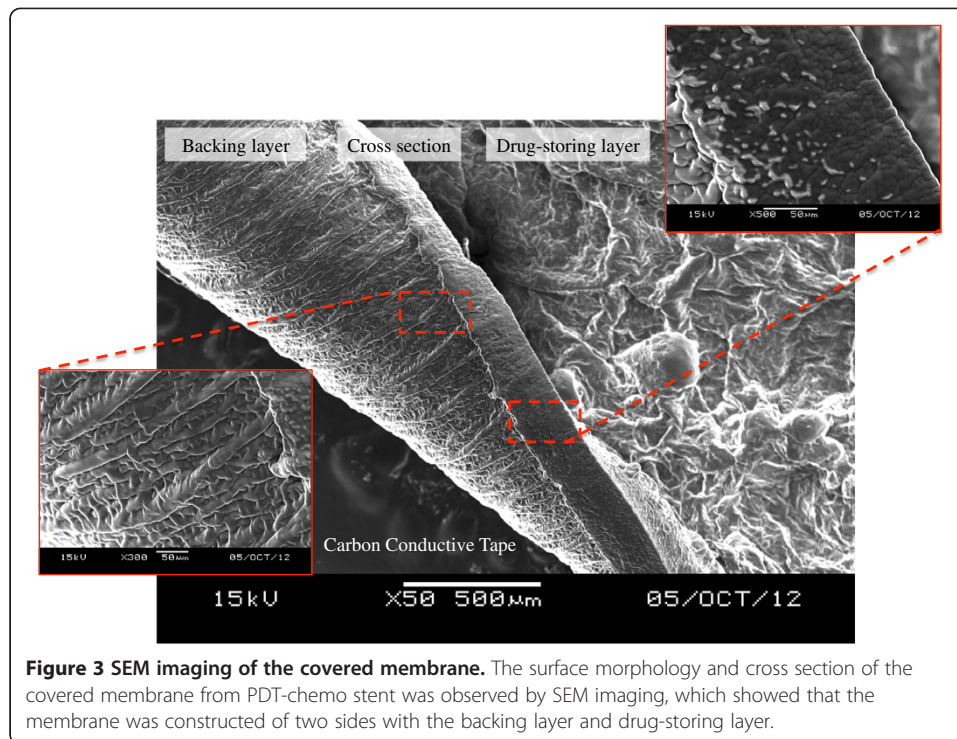 Backing layer Cross section Drug-storing layer
15kV X500 50µm 05/OCT/12
15kV X300 50µm 05/OCT/12
Carbon Conductive Tape
15kV X50 500µm 05/OCT/12
Figure 3 SEM imaging of the covered membrane. The surface morphology and cross section of the
covered membrane from PDT-chemo stent was observed by SEM imaging, which showed that the
membrane was constructed of two sides with the backing layer and drug-storing layer.